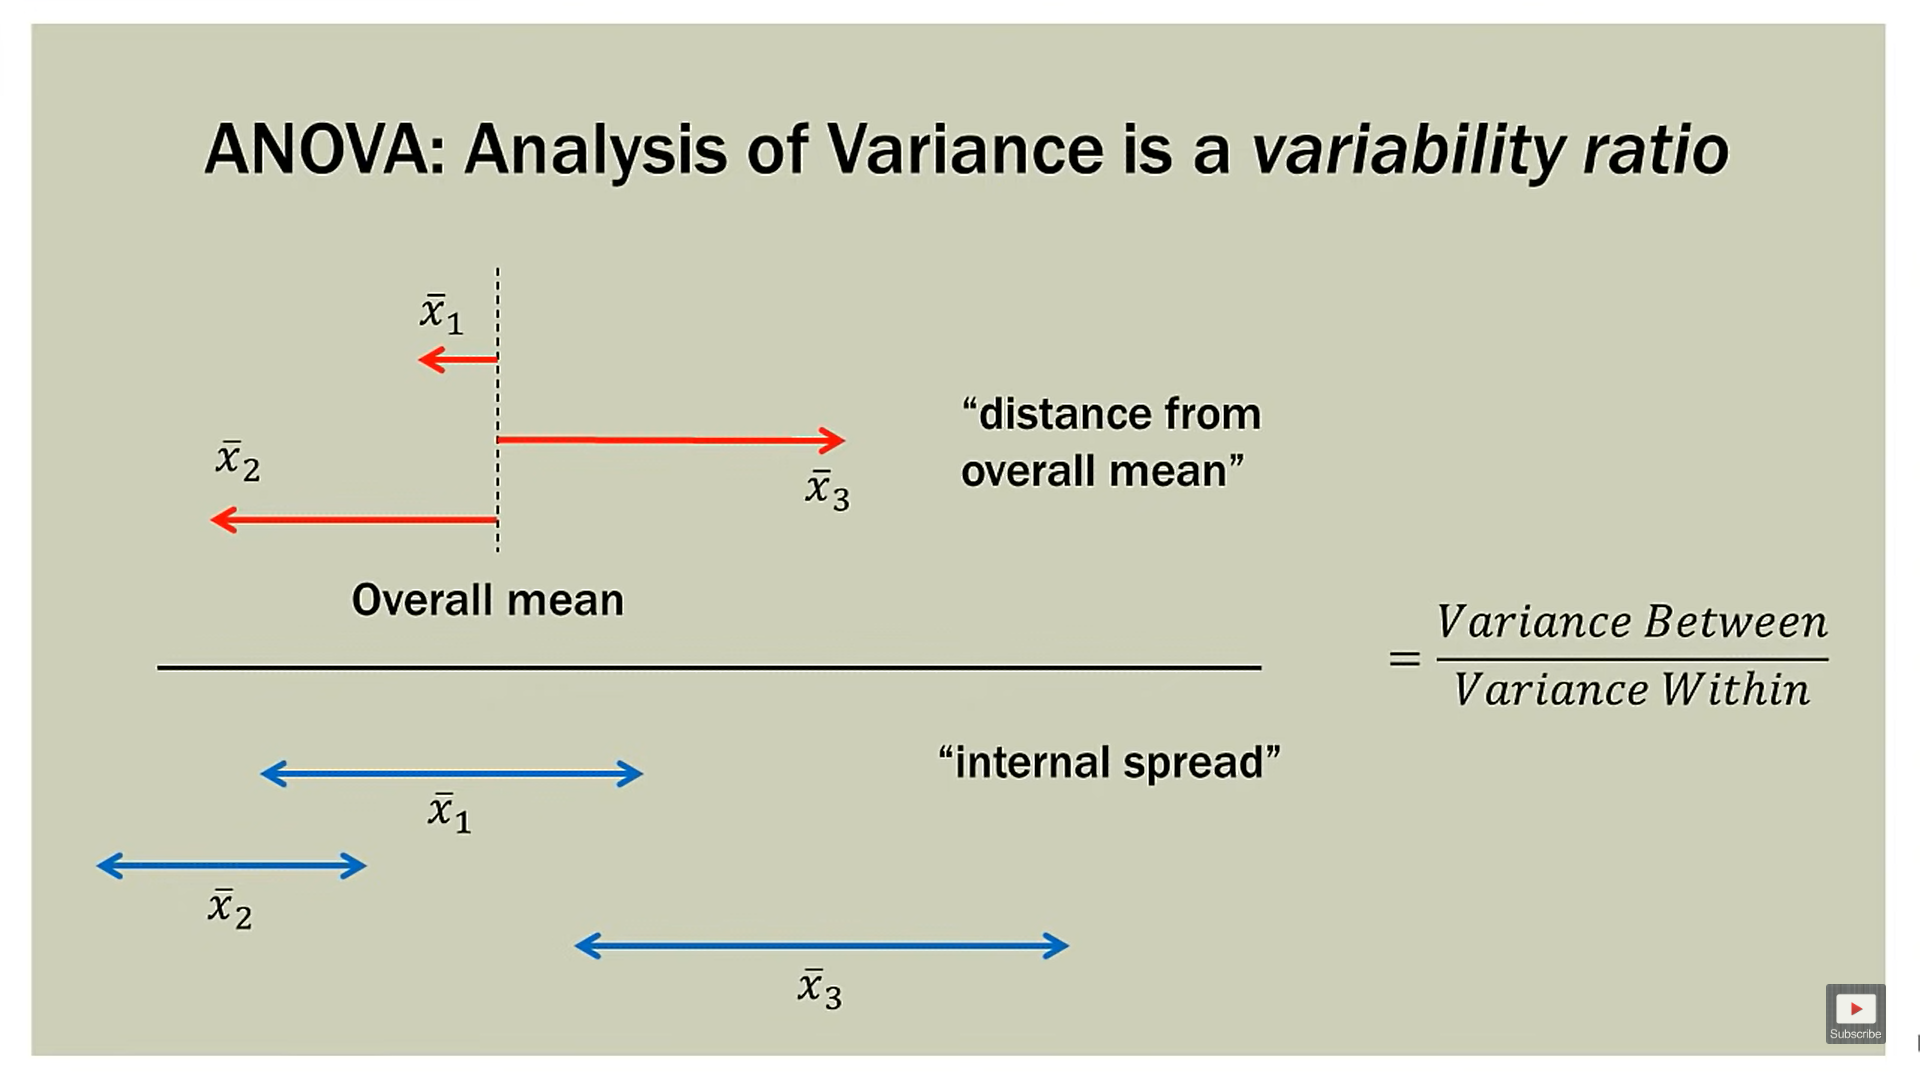 ANOVA: Analysis of Variance is a variability ratio
x̄₁
x̄₂
x̄₃
“distance from
overall mean”
Overall mean
= Variance Between
Variance Within
“internal spread”
x̄₁
x̄₂
x̄₃
Subscribe